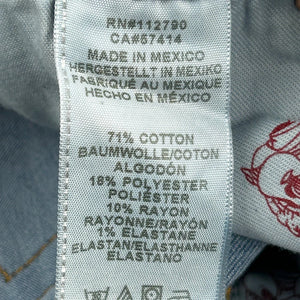 RN#112790
CA#57414
MADE IN MEXICO
HERGESTELLT IN MEXIKO
FABRIQUÉ AU MEXIQUE
HECHO EN MÉXICO
71% COTTON
BAUMWOLLE/COTON
ALGODÓN
18% POLYESTER
POLIÉSTER
10% RAYON
RAYONNE/RAYÓN
1% ELASTANE
ELASTAN/ELASTHANNE
ELASTANO